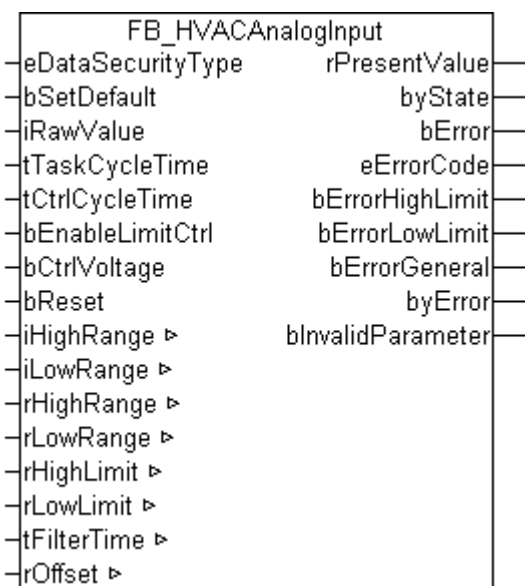 FB_HVACAnalogInput
eDataSecurityType rPresentValue
bSetDefault byState
iRawValue bError
tTaskCycleTime eErrorCode
tCtrlCycleTime bErrorHighLimit
bEnableLimitCtrl bErrorLowLimit
bCtrlVoltage bErrorGeneral
bReset byError
iHighRange ▷ bInvalidParameter
iLowRange ▷
rHighRange ▷
rLowRange ▷
rHighLimit ▷
rLowLimit ▷
tFilterTime ▷
rOffset ▷